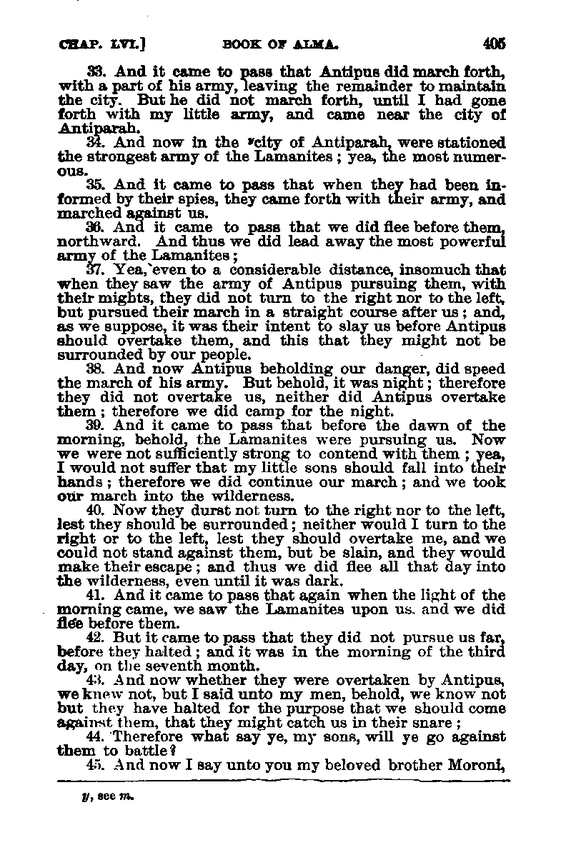 CHAP. LVI.] BOOK OF ALMA. 405
33. And it came to pass that Antipus did march forth,
with a part of his army, leaving the remainder to maintain
the city. But he did not march forth, until I had gone
forth with my little army, and came near the city of
Antiparah.
34. And now in the ʸcity of Antiparah, were stationed
the strongest army of the Lamanites ; yea, the most numer-
ous.
35. And it came to pass that when they had been in-
formed by their spies, they came forth with their army, and
marched against us.
36. And it came to pass that we did flee before them,
northward. And thus we did lead away the most powerful
army of the Lamanites ;
37. Yea, even to a considerable distance, insomuch that
when they saw the army of Antipus pursuing them, with
their mights, they did not turn to the right nor to the left,
but pursued their march in a straight course after us ; and,
as we suppose, it was their intent to slay us before Antipus
should overtake them, and this that they might not be
surrounded by our people.
38. And now Antipus beholding our danger, did speed
the march of his army. But behold, it was night ; therefore
they did not overtake us, neither did Antipus overtake
them ; therefore we did camp for the night.
39. And it came to pass that before the dawn of the
morning, behold, the Lamanites were pursuing us. Now
we were not sufficiently strong to contend with them ; yea,
I would not suffer that my little sons should fall into their
hands ; therefore we did continue our march ; and we took
our march into the wilderness.
40. Now they durst not turn to the right nor to the left,
lest they should be surrounded ; neither would I turn to the
right or to the left, lest they should overtake me, and we
could not stand against them, but be slain, and they would
make their escape ; and thus we did flee all that day into
the wilderness, even until it was dark.
41. And it came to pass that again when the light of the
morning came, we saw the Lamanites upon us. and we did
flee before them.
42. But it came to pass that they did not pursue us far,
before they halted ; and it was in the morning of the third
day, on the seventh month.
43. And now whether they were overtaken by Antipus,
we knew not, but I said unto my men, behold, we know not
but they have halted for the purpose that we should come
against them, that they might catch us in their snare ;
44. Therefore what say ye, my sons, will ye go against
them to battle?
45. And now I say unto you my beloved brother Moroni,
y, see m.